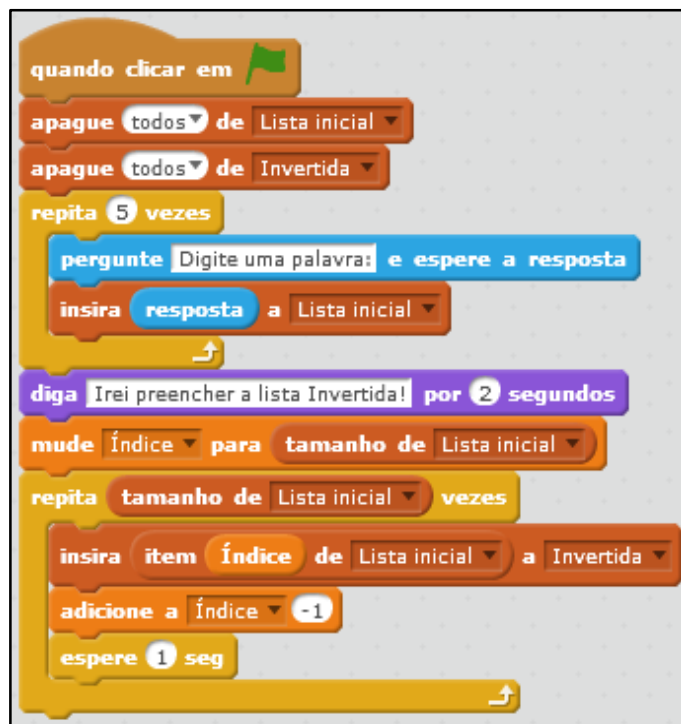 quando clicar em
apague todos de Lista inicial
apague todos de Invertida
repita 5 vezes
pergunte Digite uma palavra: e espere a resposta
insira resposta a Lista inicial
diga Irei preencher a lista Invertida! por 2 segundos
mude Índice para tamanho de Lista inicial
repita tamanho de Lista inicial vezes
insira item Índice de Lista inicial a Invertida
adicione a Índice -1
espere 1 seg